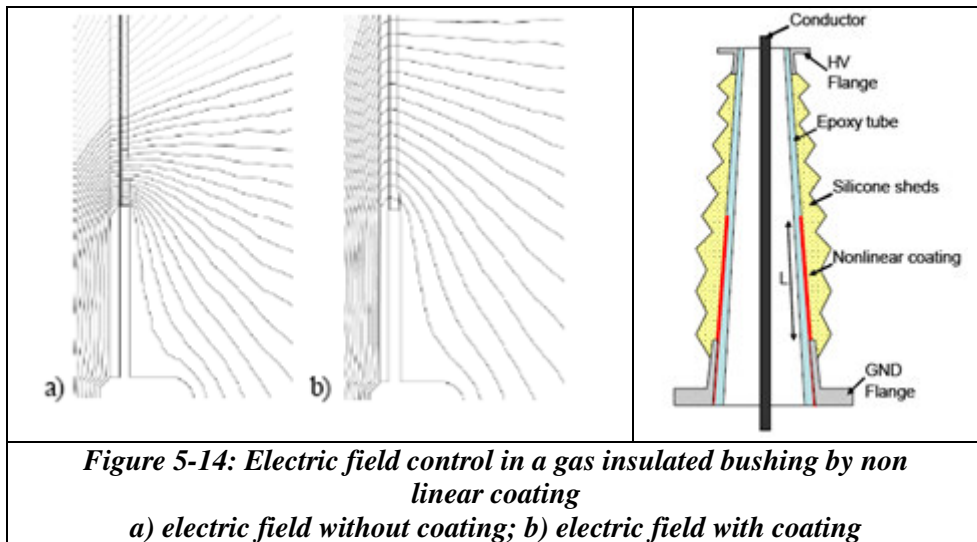 a)
b)
Conductor
HV
Flange
Epoxy tube
Silicone sheds
Nonlinear coating
L
GND
Flange
Figure 5-14: Electric field control in a gas insulated bushing by non
linear coating
a) electric field without coating; b) electric field with coating